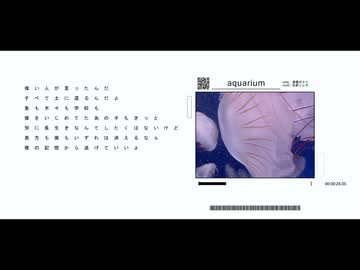 偉い人が言ったんだ
すべて土に還るんだよ
魚も木々も学校も
僕をいじめてたあの子もきっと
別に長生きなんてしたくはないけど
貴方も僕もいずれは消えるなら
僕の記憶から逃げていいよ
aquarium
00:00:26.05